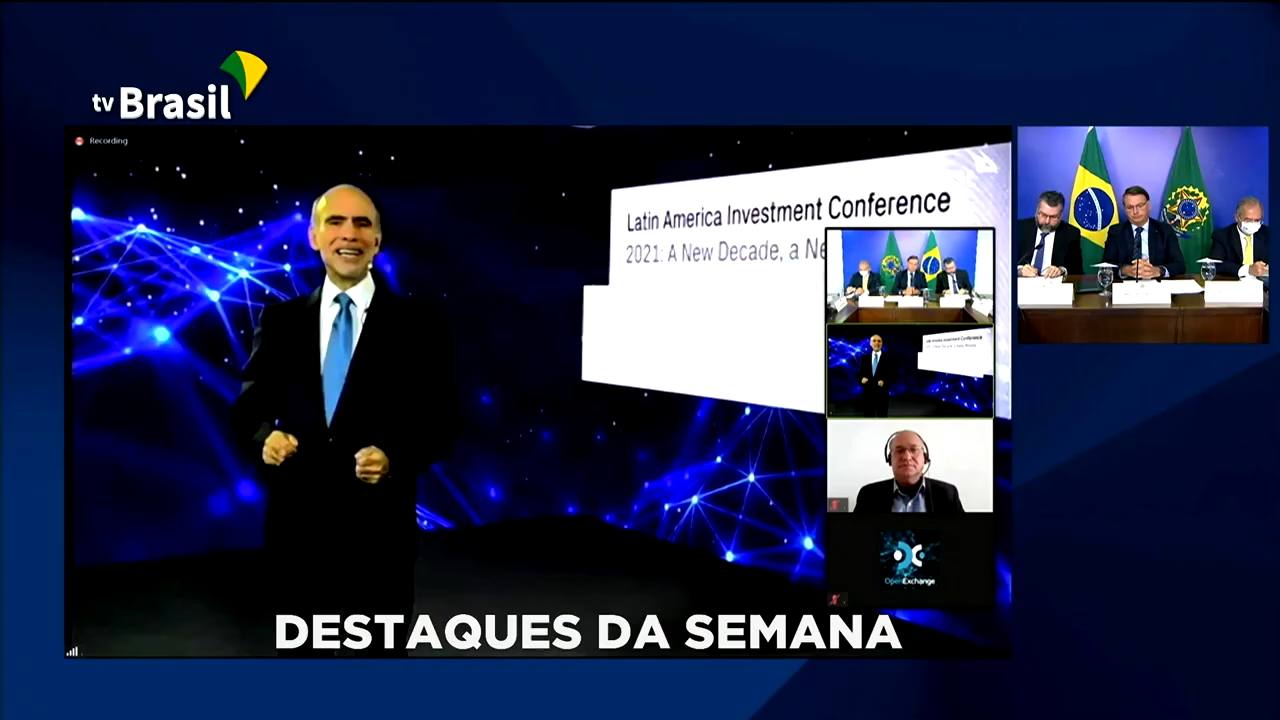 tv Brasil
Recording
Latin America Investment Conference
2021: A New Decade, a Ne
Latin America Investment Conference
OpenExchange
DESTAQUES DA SEMANA